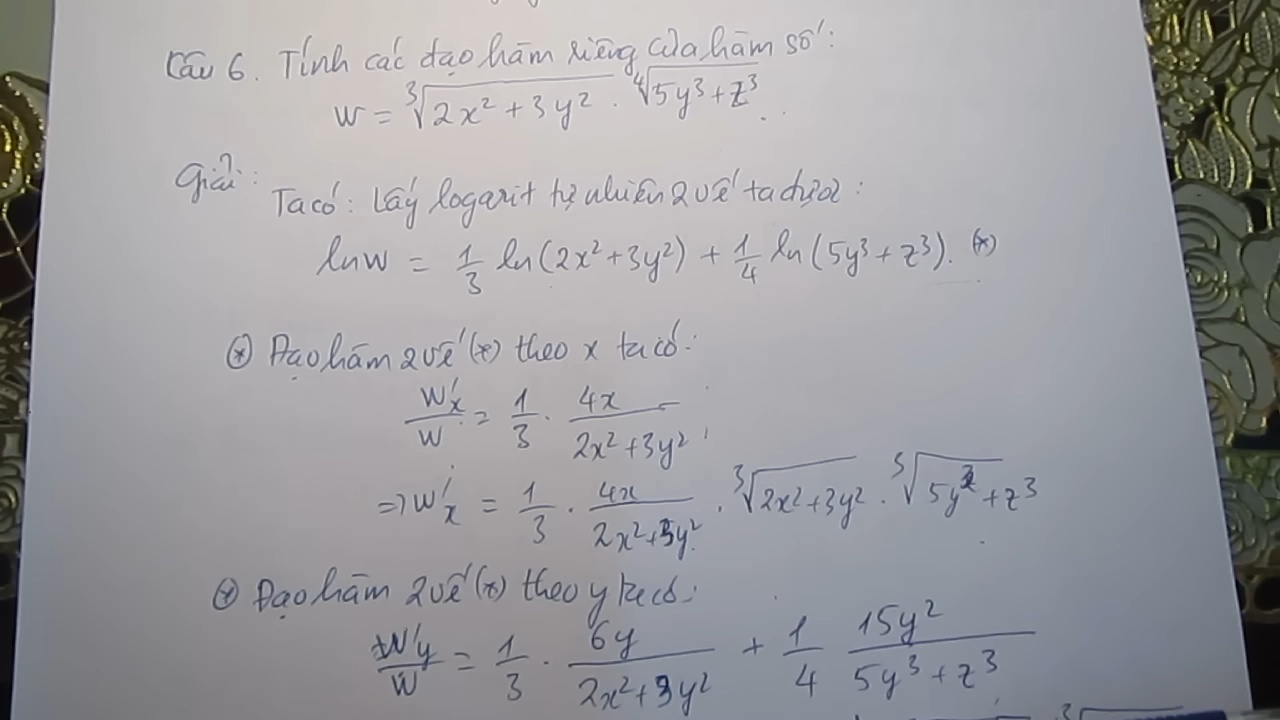 Câu 6. Tính các đạo hàm riêng của hàm số:
w = ∛(2x² + 3y²) . ∜(5y³ + z³)
Giải:
Ta có: Lấy logarit tự nhiên 2 vế ta được:
ln w = 1/3 ln(2x² + 3y²) + 1/4 ln(5y³ + z³). (*)
(*) Đạo hàm 2 vế (*) theo x ta có:
w'x/w = 1/3 . 4x/(2x² + 3y²)
=> w'x = 1/3 . 4x/(2x² + 3y²) . ∛(2x² + 3y²) . ∛(5y³ + z³)
(*) Đạo hàm 2 vế (*) theo y ta có:
w'y/w = 1/3 . 6y/(2x² + 3y²) + 1/4 15y²/(5y³ + z³)